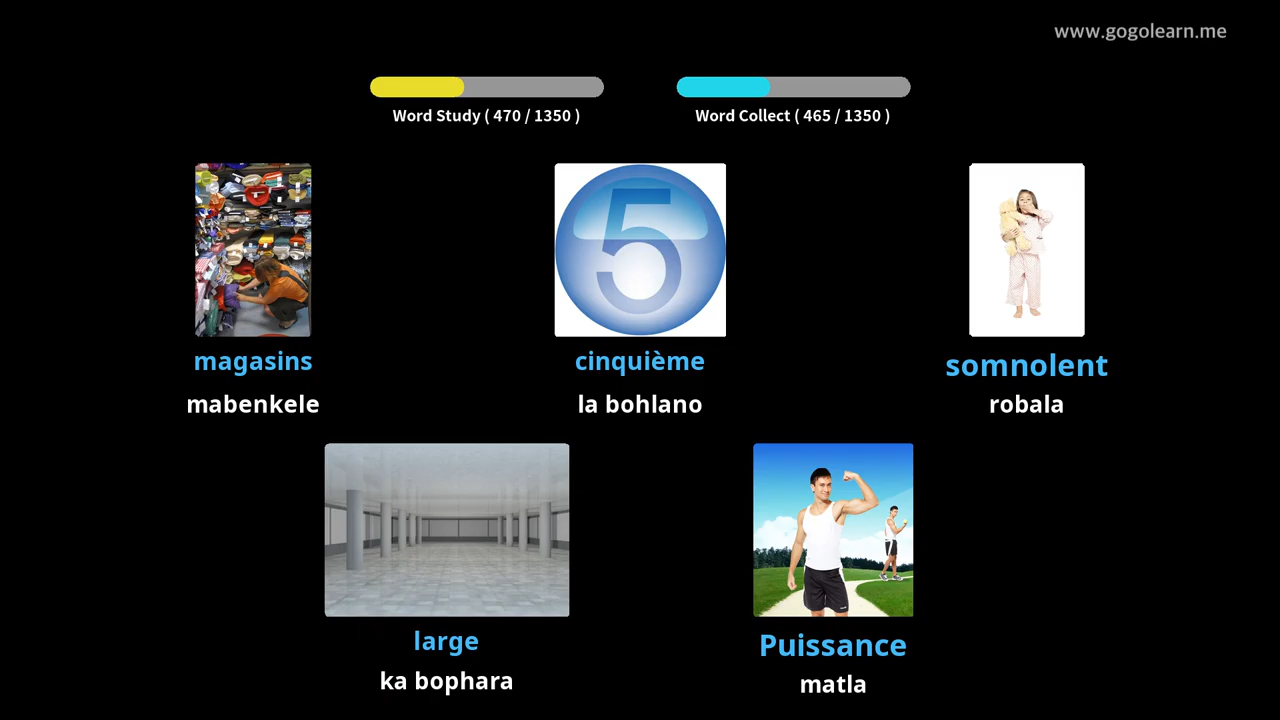 www.gogolearn.me
Word Study ( 470 / 1350 )
Word Collect ( 465 / 1350 )
5
magasins
mabenkele
cinquième
la bohlano
somnolent
robala
large
ka bophara
Puissance
matla